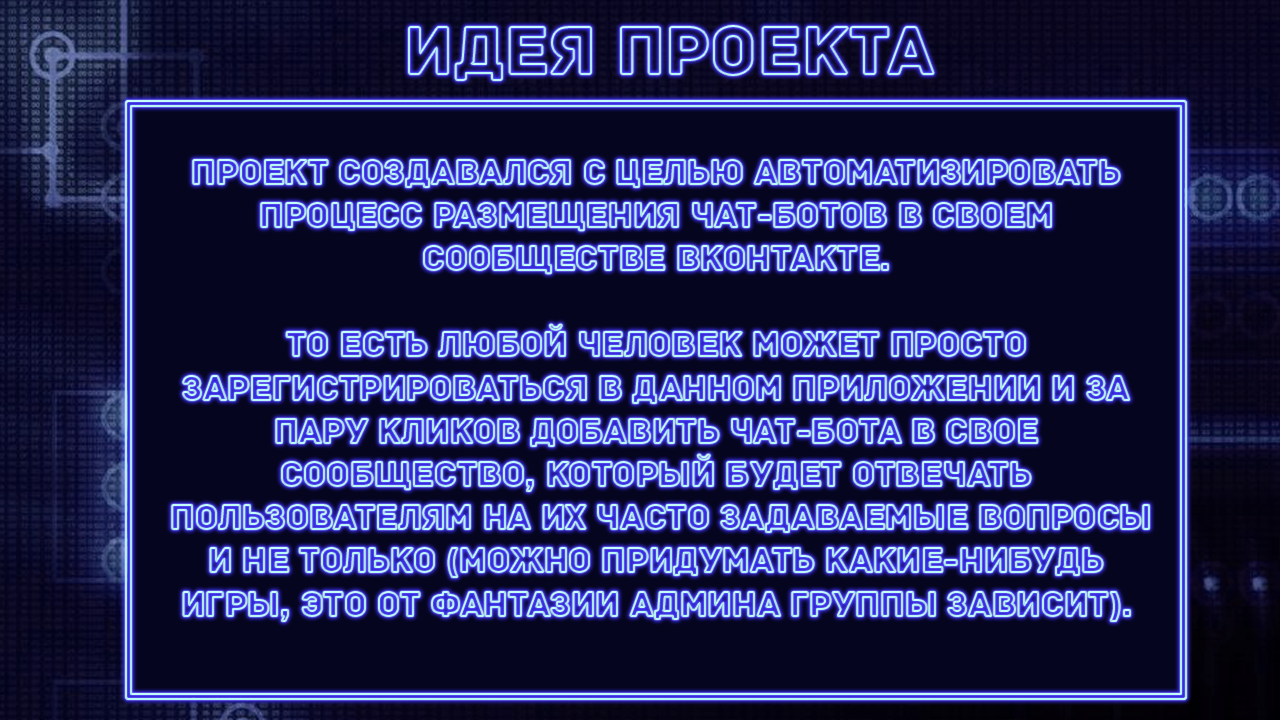 ИДЕЯ ПРОЕКТА
ПРОЕКТ СОЗДАВАЛСЯ С ЦЕЛЬЮ АВТОМАТИЗИРОВАТЬ
ПРОЦЕСС РАЗМЕЩЕНИЯ ЧАТ-БОТОВ В СВОЕМ
СООБЩЕСТВЕ ВКОНТАКТЕ.
ТО ЕСТЬ ЛЮБОЙ ЧЕЛОВЕК МОЖЕТ ПРОСТО
ЗАРЕГИСТРИРОВАТЬСЯ В ДАННОМ ПРИЛОЖЕНИИ И ЗА
ПАРУ КЛИКОВ ДОБАВИТЬ ЧАТ-БОТА В СВОЕ
СООБЩЕСТВО, КОТОРЫЙ БУДЕТ ОТВЕЧАТЬ
ПОЛЬЗОВАТЕЛЯМ НА ИХ ЧАСТО ЗАДАВАЕМЫЕ ВОПРОСЫ
И НЕ ТОЛЬКО (МОЖНО ПРИДУМАТЬ КАКИЕ-НИБУДЬ
ИГРЫ, ЭТО ОТ ФАНТАЗИИ АДМИНА ГРУППЫ ЗАВИСИТ).